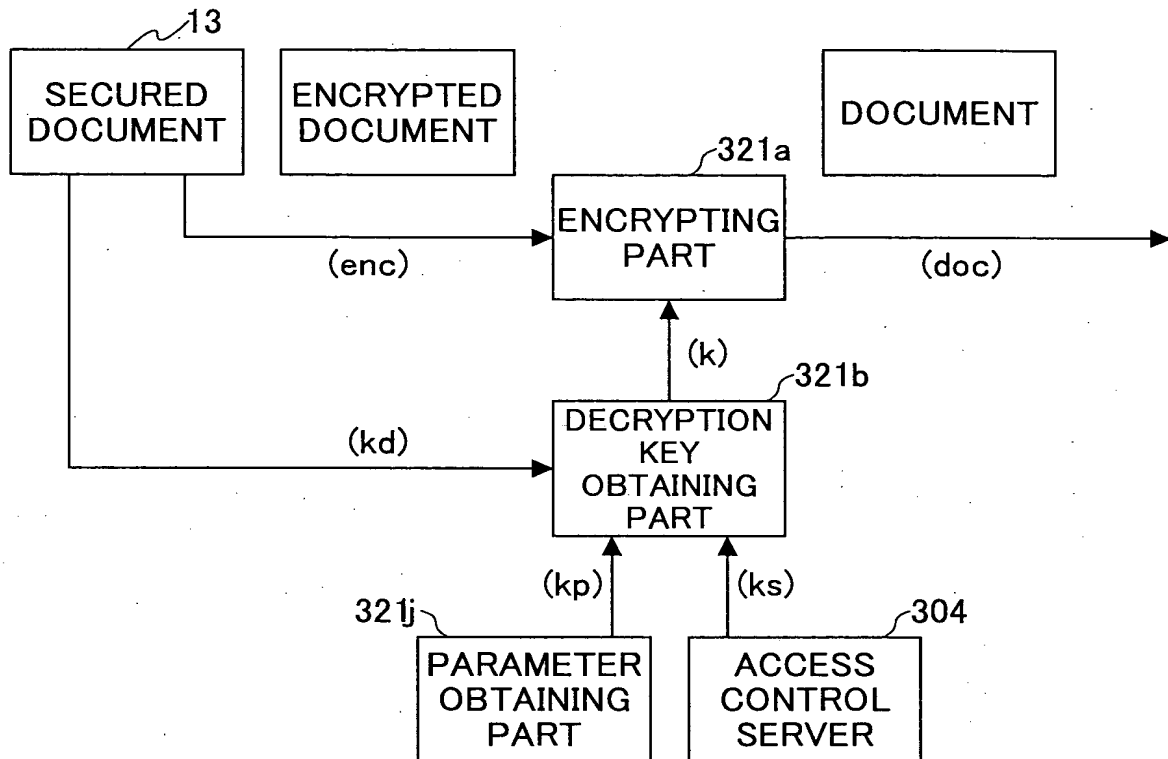 13
SECURED
DOCUMENT
ENCRYPTED
DOCUMENT
DOCUMENT
321a
ENCRYPTING
PART
(enc)
(doc)
(k)
321b
DECRYPTION
KEY
OBTAINING
PART
(kd)
(kp)
(ks)
321j
304
PARAMETER
OBTAINING
PART
ACCESS
CONTROL
SERVER